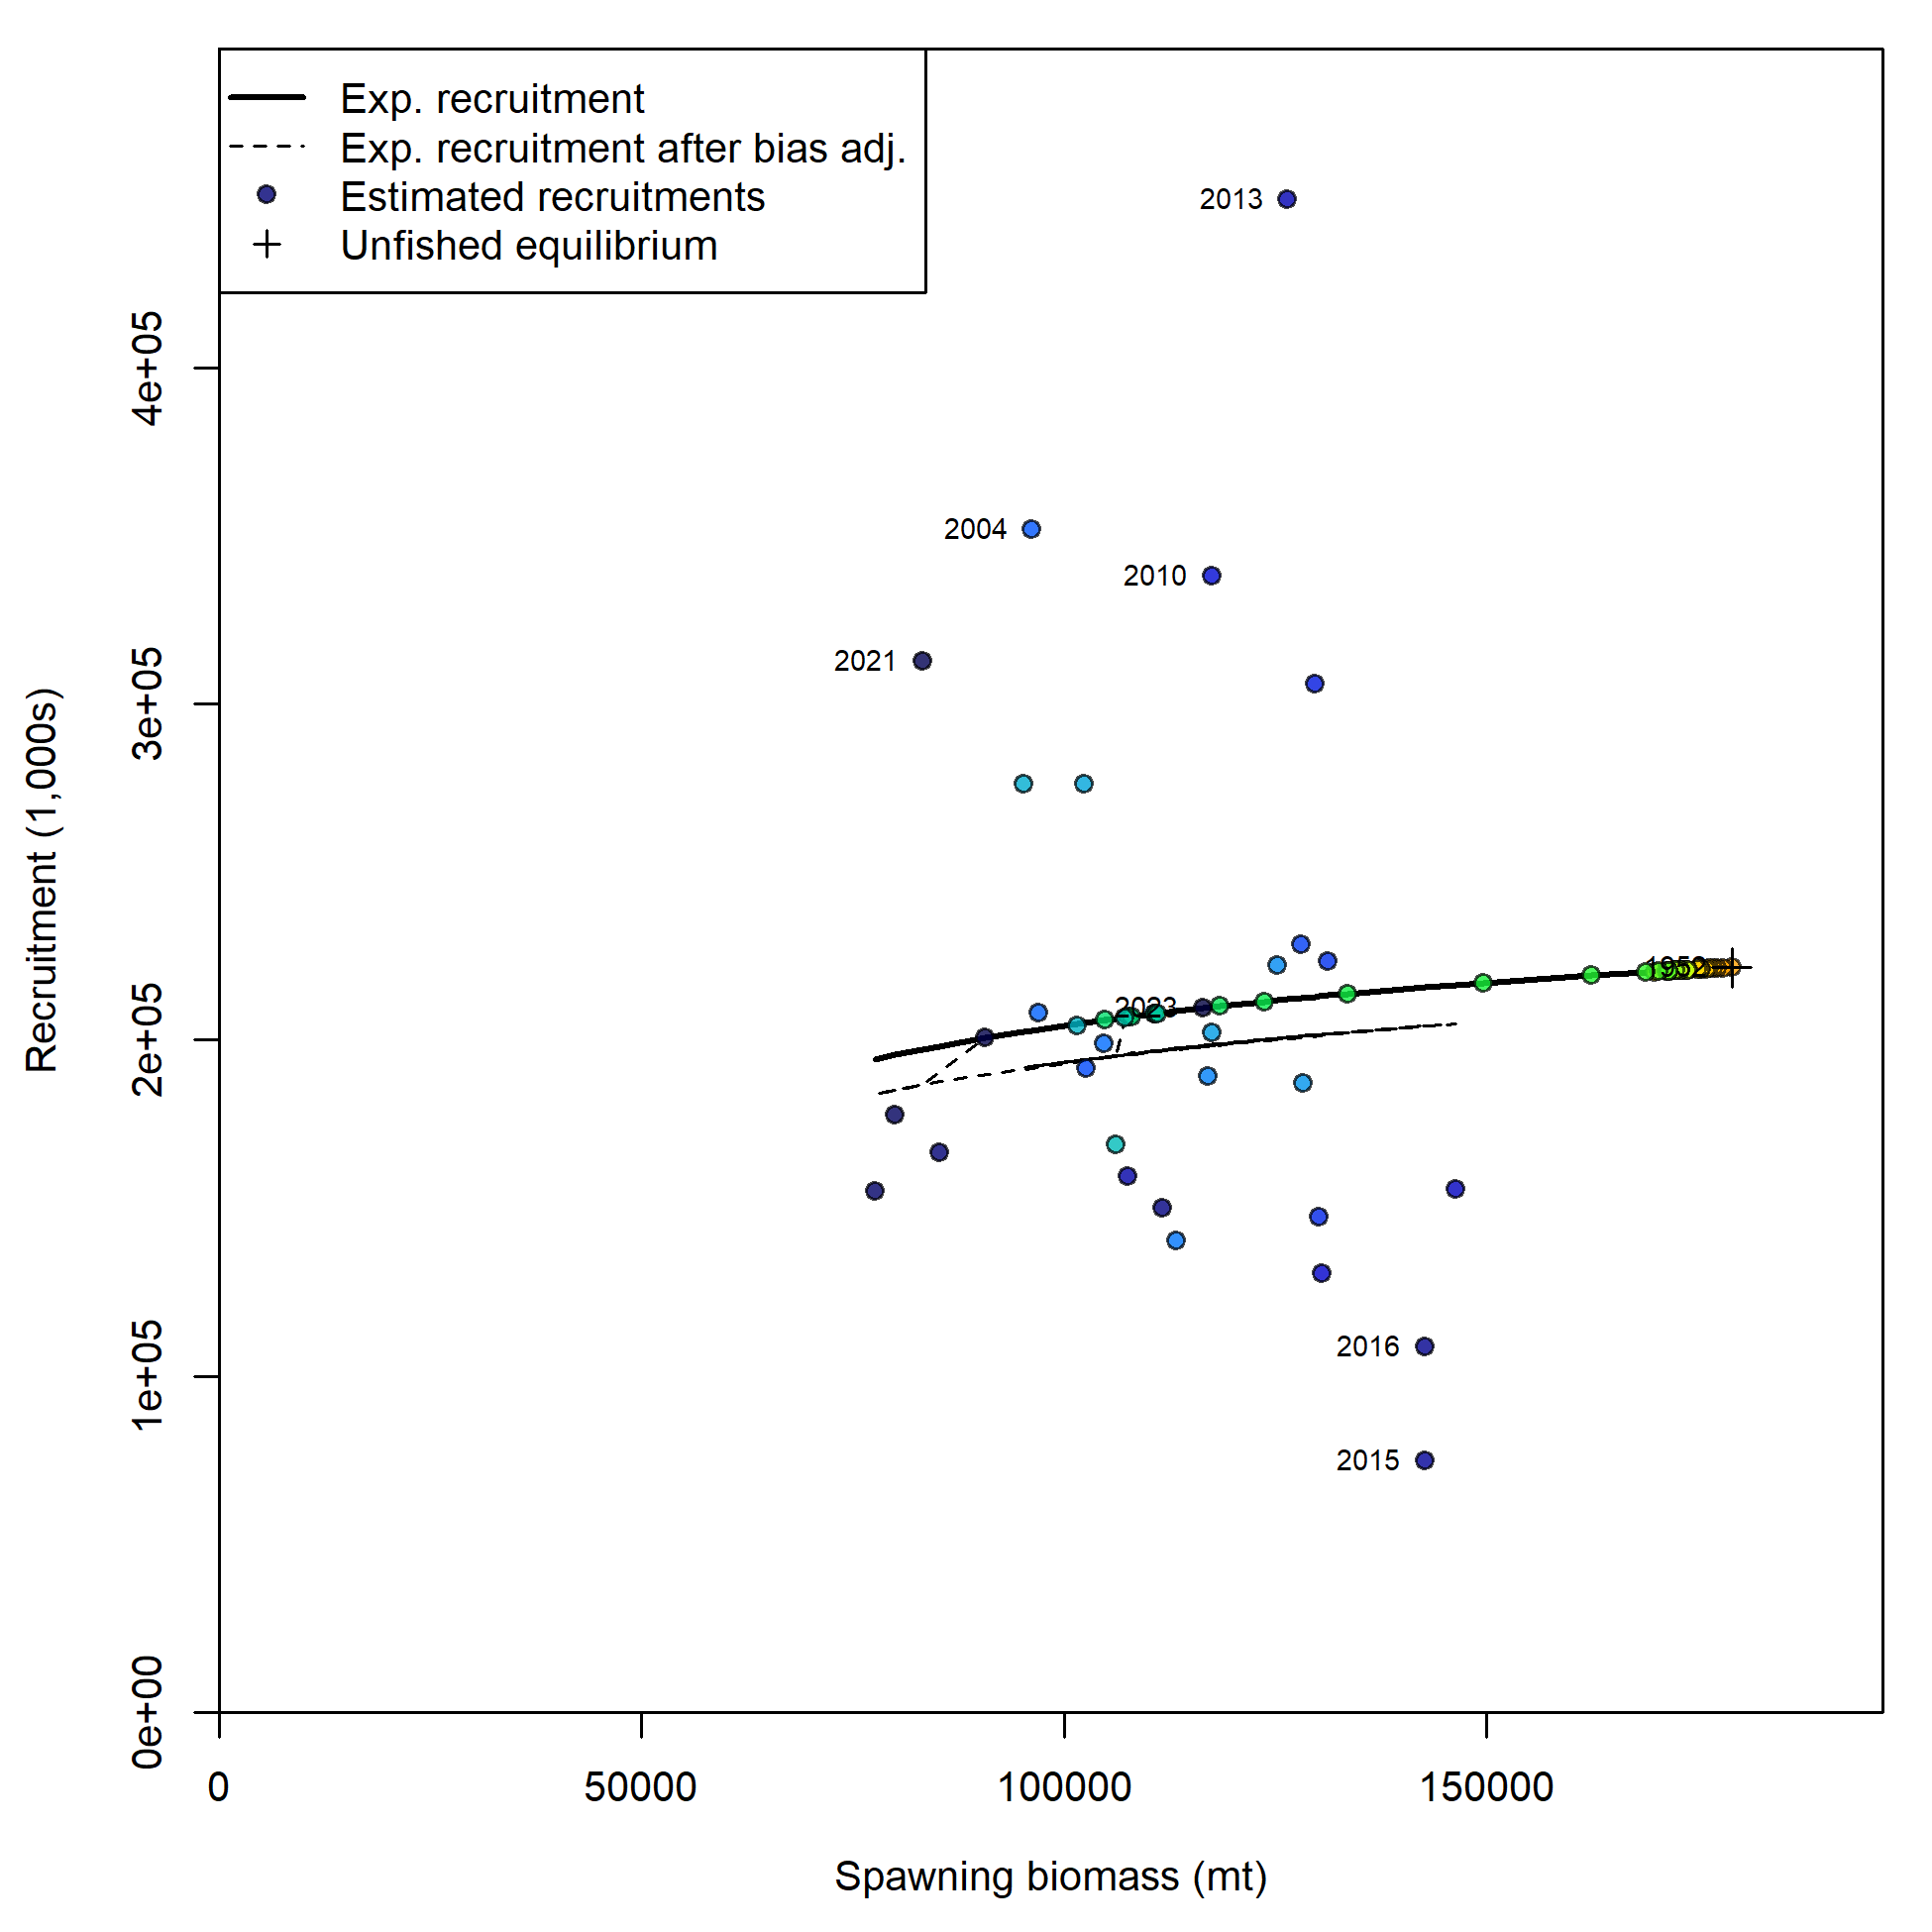 Exp. recruitment
Exp. recruitment after bias adj.
Estimated recruitments
Unfished equilibrium
2013
2004
2010
2021
1952
2023
2016
2015
Recruitment (1,000s)
4e+05
3e+05
2e+05
1e+05
0e+00
0
50000
100000
150000
Spawning biomass (mt)